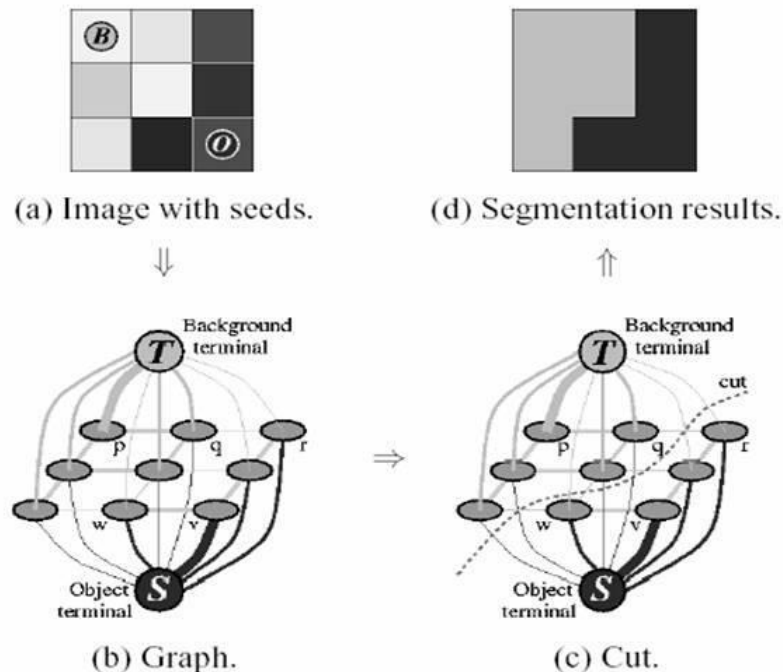 B
O
(a) Image with seeds.
(d) Segmentation results.
⇓
⇑
Background
terminal
T
p
q
r
w
v
S
Object
terminal
(b) Graph.
⇒
Background
terminal
T
cut
p
q
r
w
v
S
Object
terminal
(c) Cut.